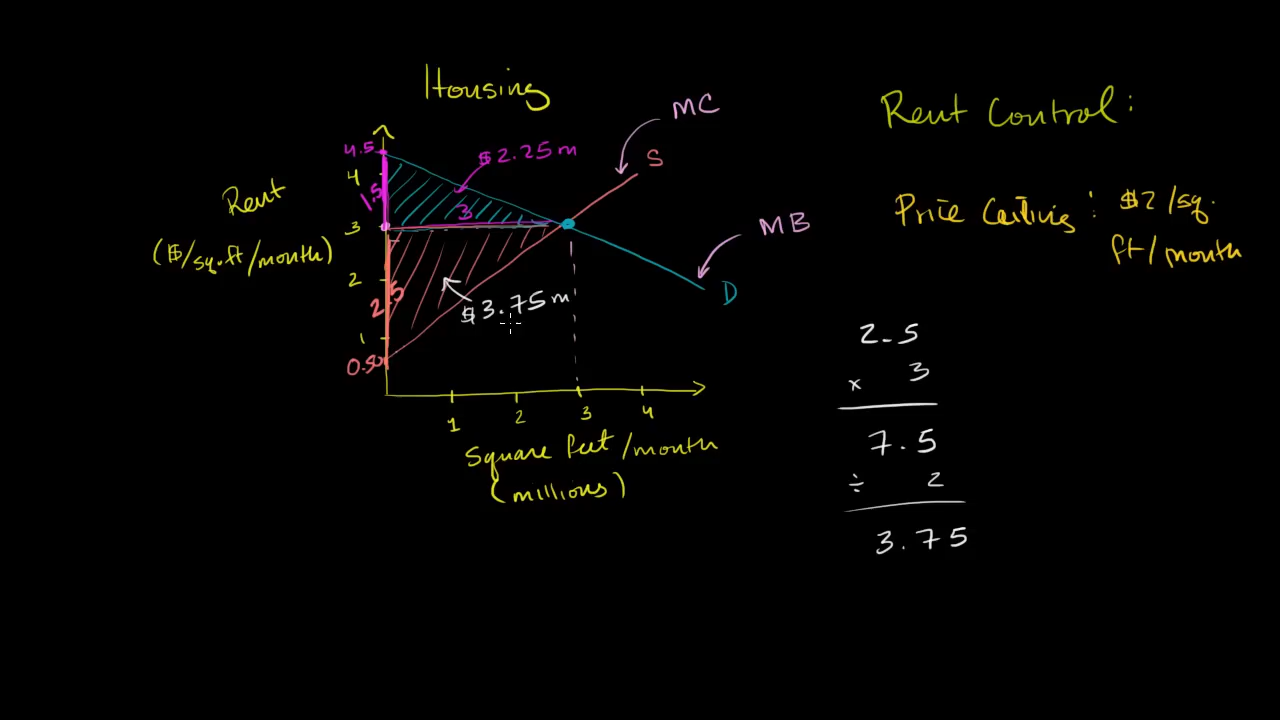 Housing
MC
Rent Control:
4.5
$2.25m
S
4
1.5
Rent
3
3
MB
Price Ceiling: $2/sq.
ft/month
($/sq.ft/month)
2
2.5
$3.75m
D
1
0.50
2.5
x 3
7.5
÷ 2
3.75
1 2 3 4
Square feet/month
(millions)